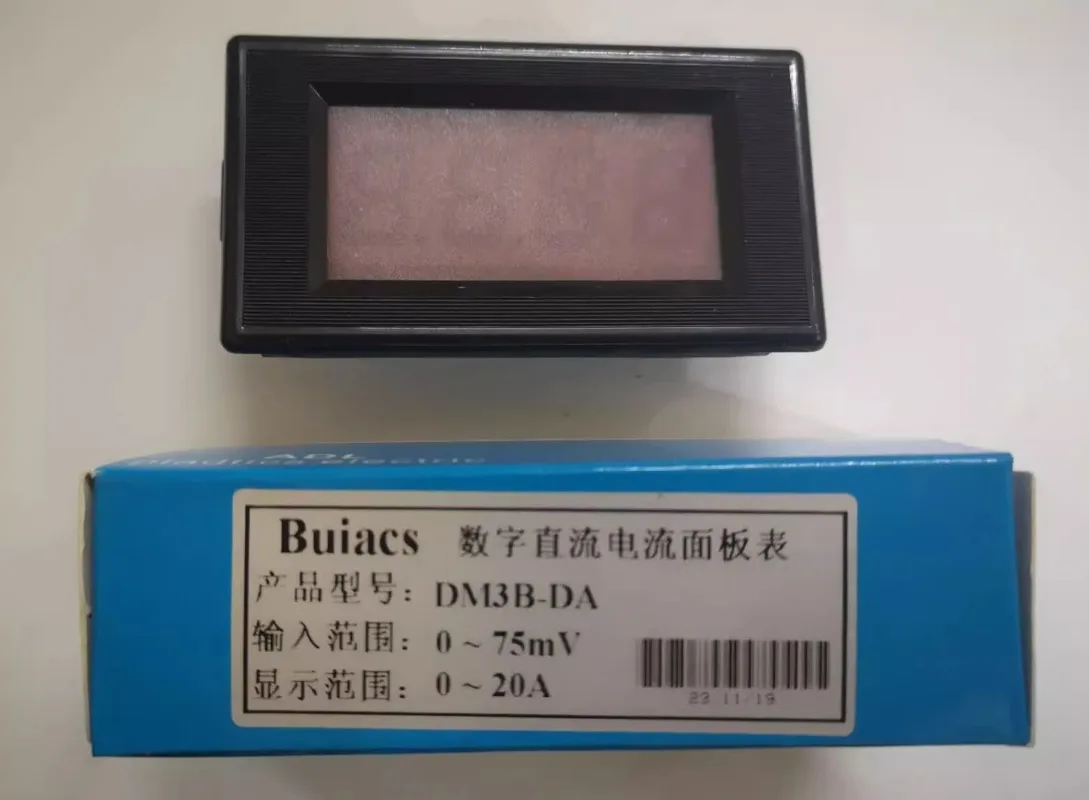 ADL
Buiacs 数字直流电流面板表
产品型号: DM3B-DA
输入范围: 0 ~ 75mV
显示范围: 0 ~ 20A
23 11/19